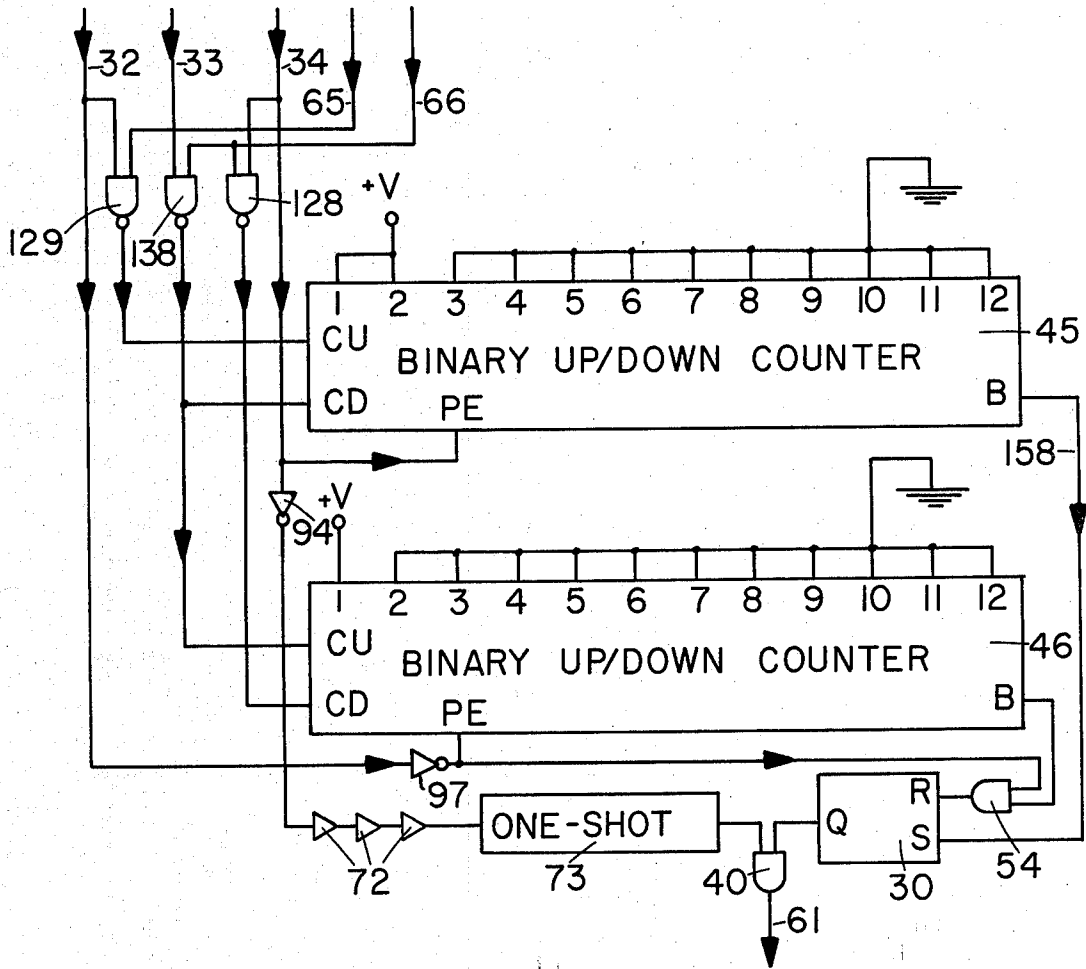 32 33 34
65 66
129 138 128
+V
1 2 3 4 5 6 7 8 9 10 11 12
CU
45
BINARY UP/DOWN COUNTER
CD PE B
158
+V
94
1 2 3 4 5 6 7 8 9 10 11 12
CU
46
BINARY UP/DOWN COUNTER
CD PE B
97
R
ONE-SHOT Q
S
72 73 40 30 54
61